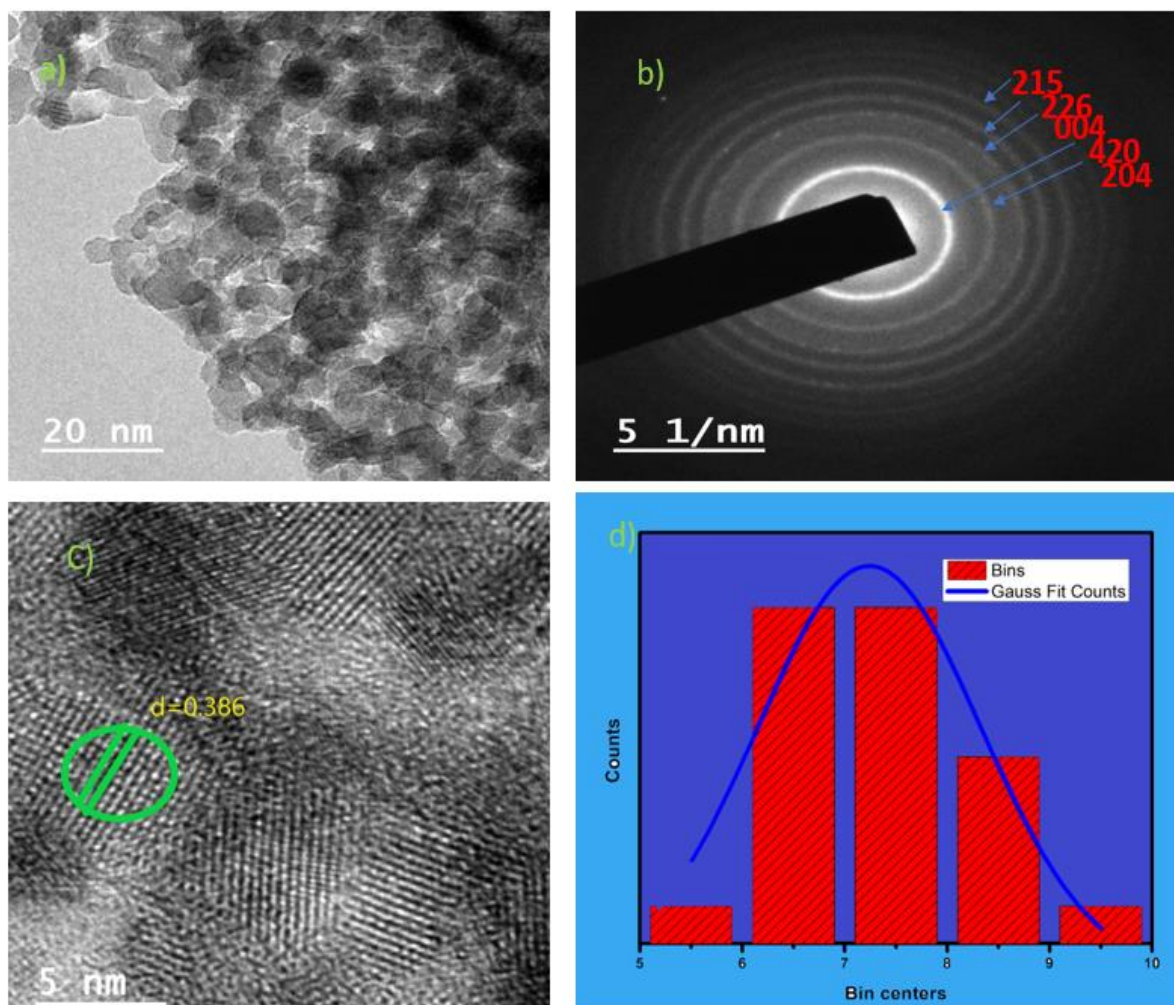 a)
20 nm
b)
215
226
004
420
204
5 1/nm
C)
d=0.386
5 nm
d)
Bins
Gauss Fit Counts
Counts
5 6 7 8 9 10
Bin centers